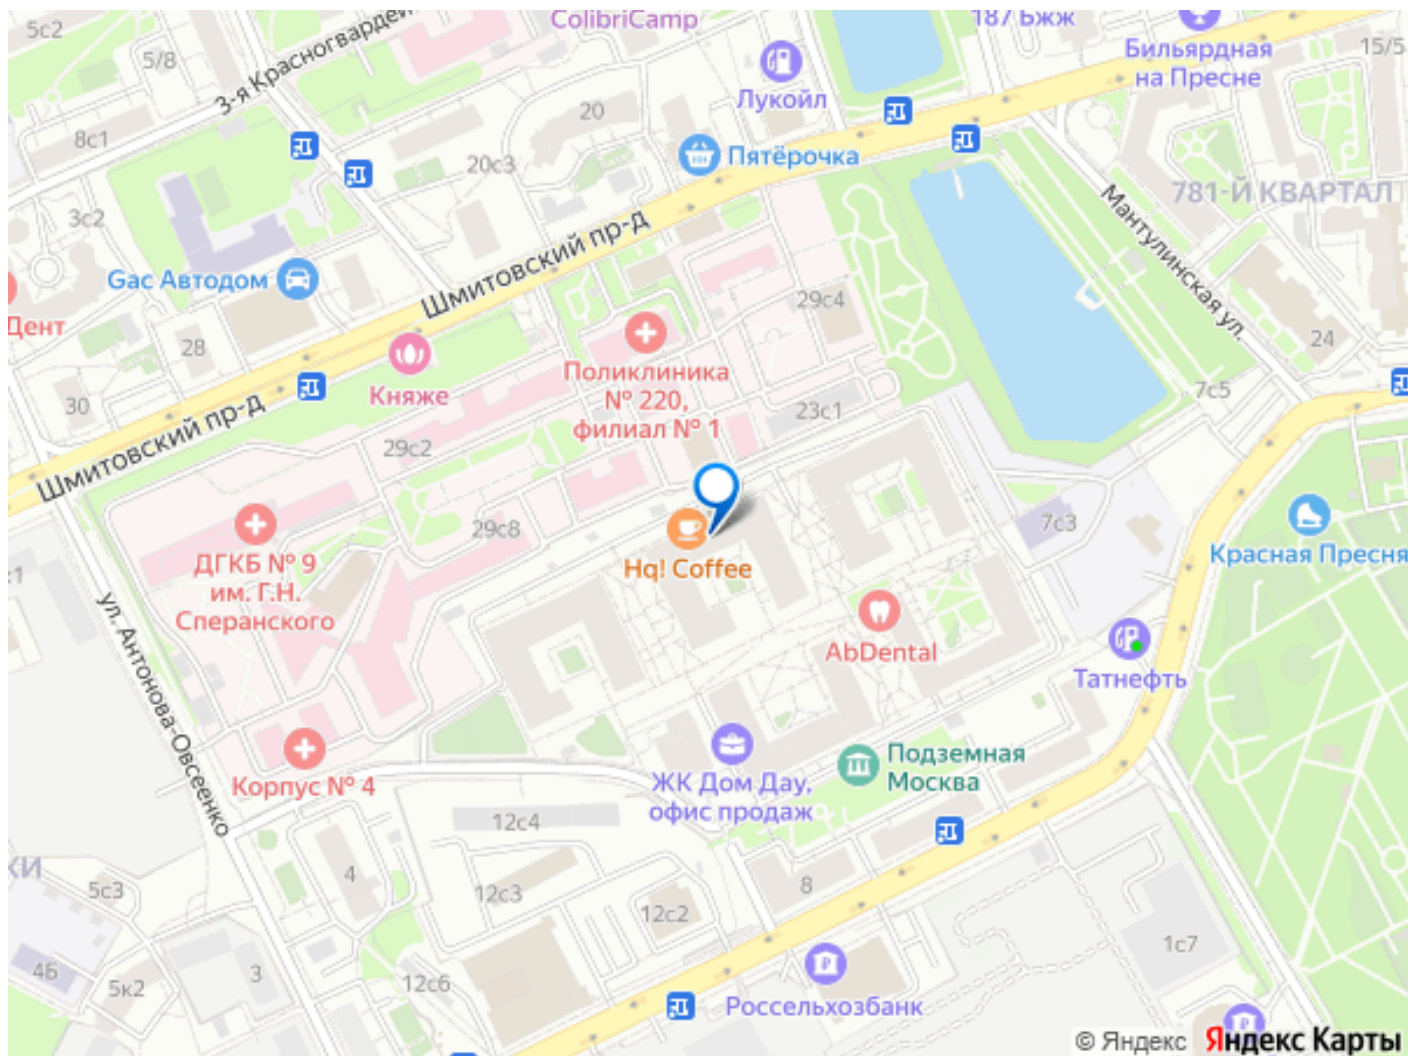 5с2
3-я Красногвардей
5/8
ColibriCamp
187 Бжж
Бильярдная
на Пресне
15/5
Лукойл
8с1
20
20с3
Пятёрочка
781-Й КВАРТАЛ
Мантулинская ул.
3с2
Gac Автодом
Шмитовский пр-д
29с4
Дент
28
Поликлиника
№ 220,
филиал № 1
24
Княже
30
23с1
7с5
29с2
Шмитовский пр-д
29с8
7с3
Hq! Coffee
Красная Пресня
ДГКБ № 9
им. Г.Н.
Сперанского
ул. Антонова-Овсеенко
AbDental
Татнефть
Корпус № 4
ЖК Дом Дау,
офис продаж
Подземная
Москва
12с4
КИ
4
5с3
12с3
8
12с2
1с7
4Б
5к2
3
12с6
Россельхозбанк
© Яндекс Яндекс Карты